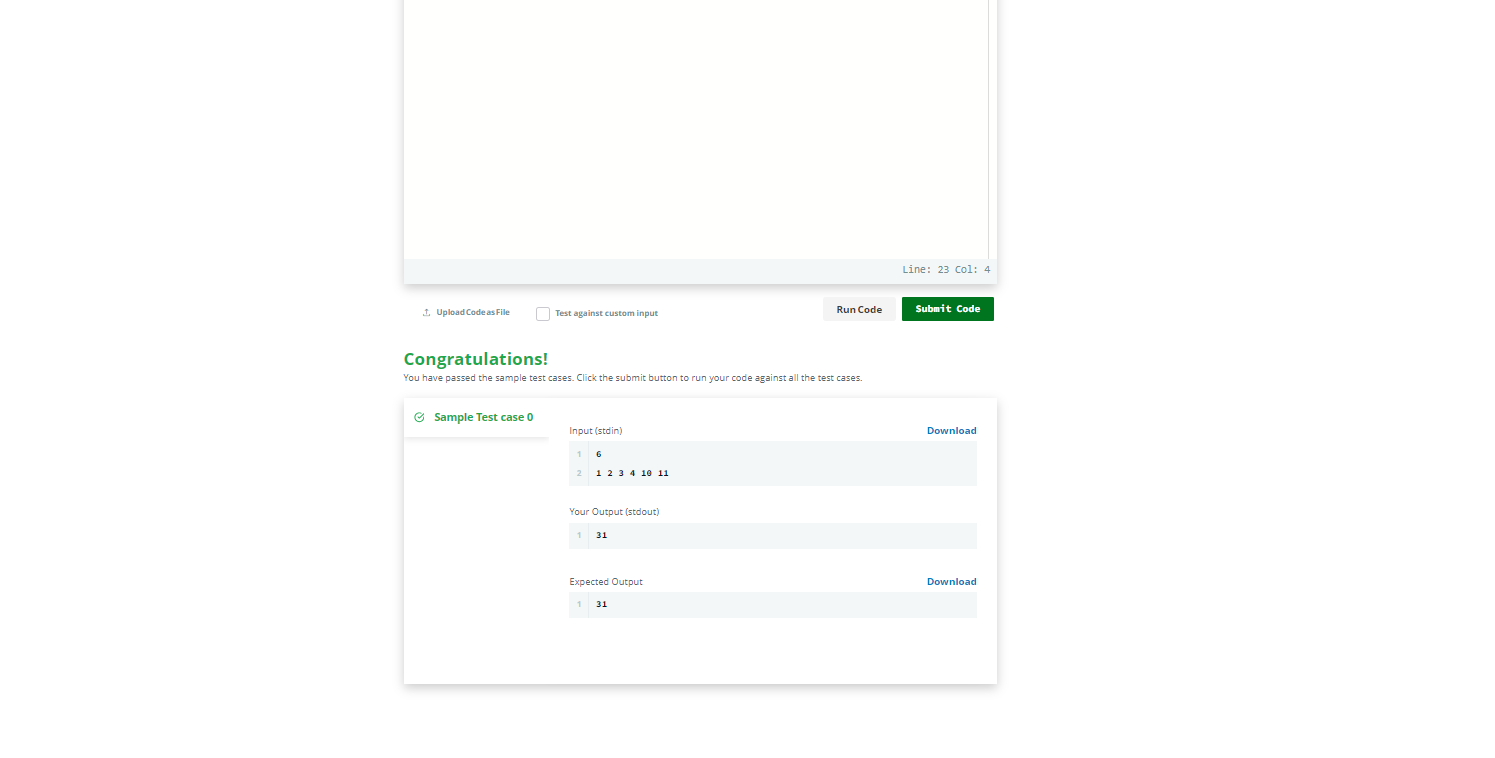 Line: 23 Col: 4
Upload Code as File
Test against custom input
Run Code
Submit Code
Congratulations!
You have passed the sample test cases. Click the submit button to run your code against all the test cases.
Sample Test case 0
Input (stdin)
Download
1 6
2 1 2 3 4 10 11
Your Output (stdout)
1 31
Expected Output
Download
1 31